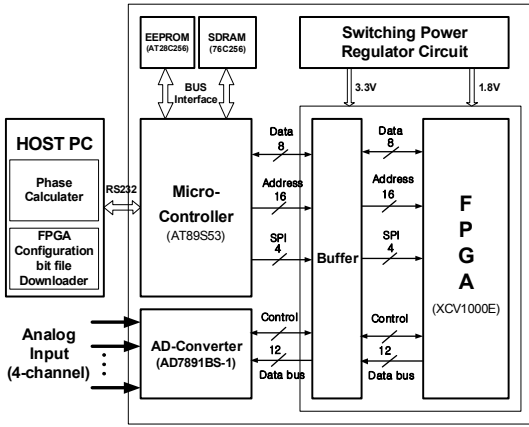 EEPROM
(AT28C256)
SDRAM
(76C256)
Switching Power
Regulator Circuit
BUS
Interface
3.3V
1.8V
HOST PC
Phase
Calculater
FPGA
Configuration
bit file
Downloader
RS232
Micro-
Controller
(AT89S53)
Data
8
Address
16
SPI
4
Buffer
Data
8
Address
16
SPI
4
F
P
G
A
(XCV1000E)
Analog
Input
(4-channel)
AD-Converter
(AD7891BS-1)
Control
12
Data bus
Control
12
Data bus